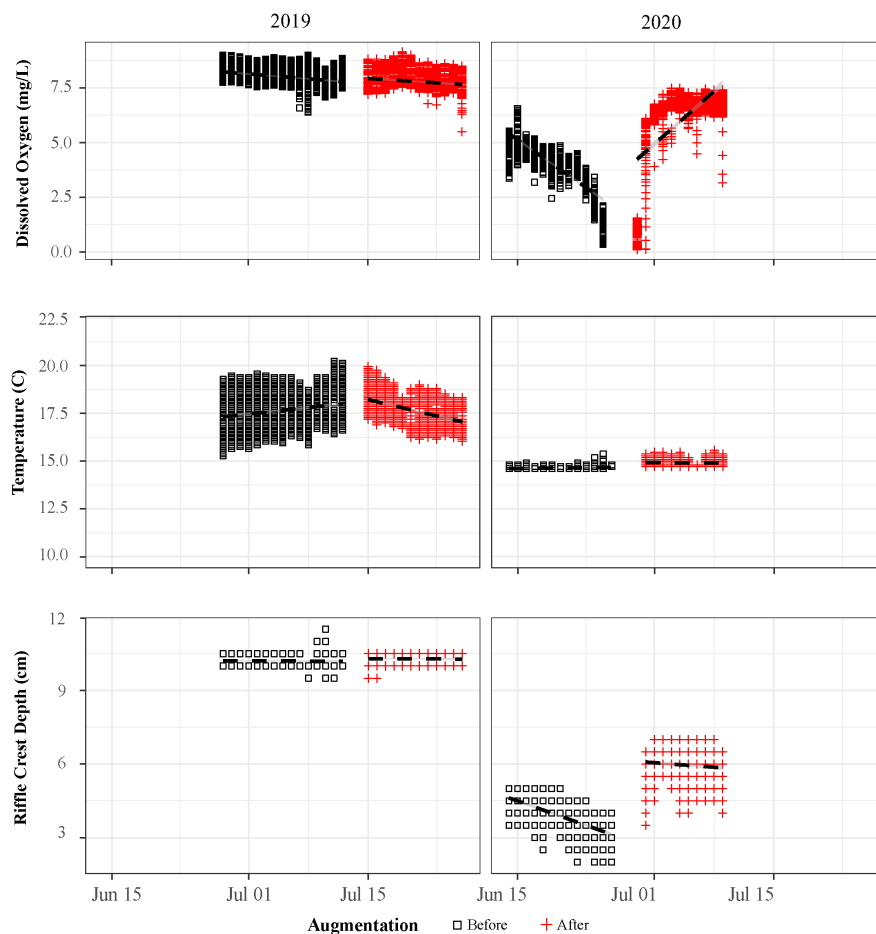 2019
2020
Dissolved Oxygen (mg/L)
7.5
5.0
2.5
0.0
Temperature (C)
22.5
20.0
17.5
15.0
12.5
10.0
Riffle Crest Depth (cm)
12
9
6
3
Jun 15
Jul 01
Jul 15
Jun 15
Jul 01
Jul 15
Augmentation Before After